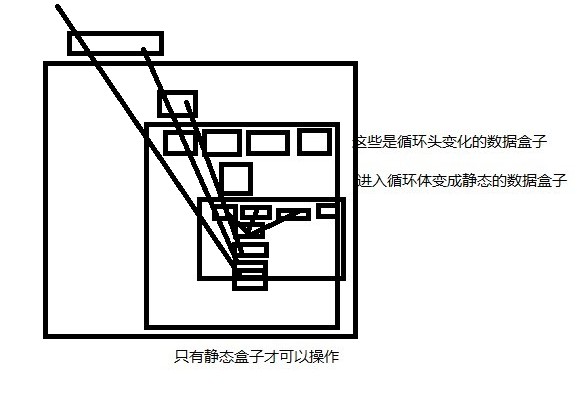 这些是循环头变化的数据盒子
进入循环体变成静态的数据盒子
只有静态盒子才可以操作